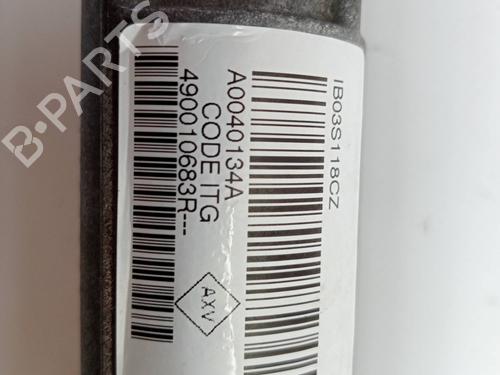 IB03S118CZ
A0040134A
CODE ITG
490010683R---
AXV
B-PARTS